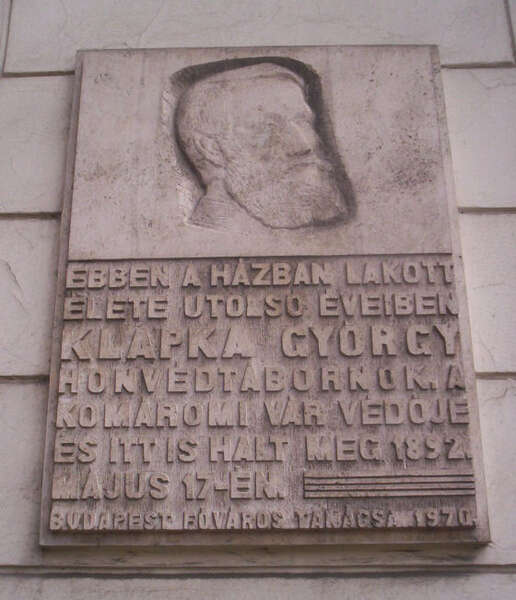 EBBEN A HÁZBAN LAKOTT
ÉLETE UTOLSÓ ÉVEIBEN
KLAPKA GYÖRGY
HONVÉDTÁBORNOK, A
KOMÁROMI VÁR VÉDŐJE
ÉS ITT IS HALT MEG 1892.
MÁJUS 17-ÉN.
BUDAPEST FŐVÁROS TANÁCSA 1970.